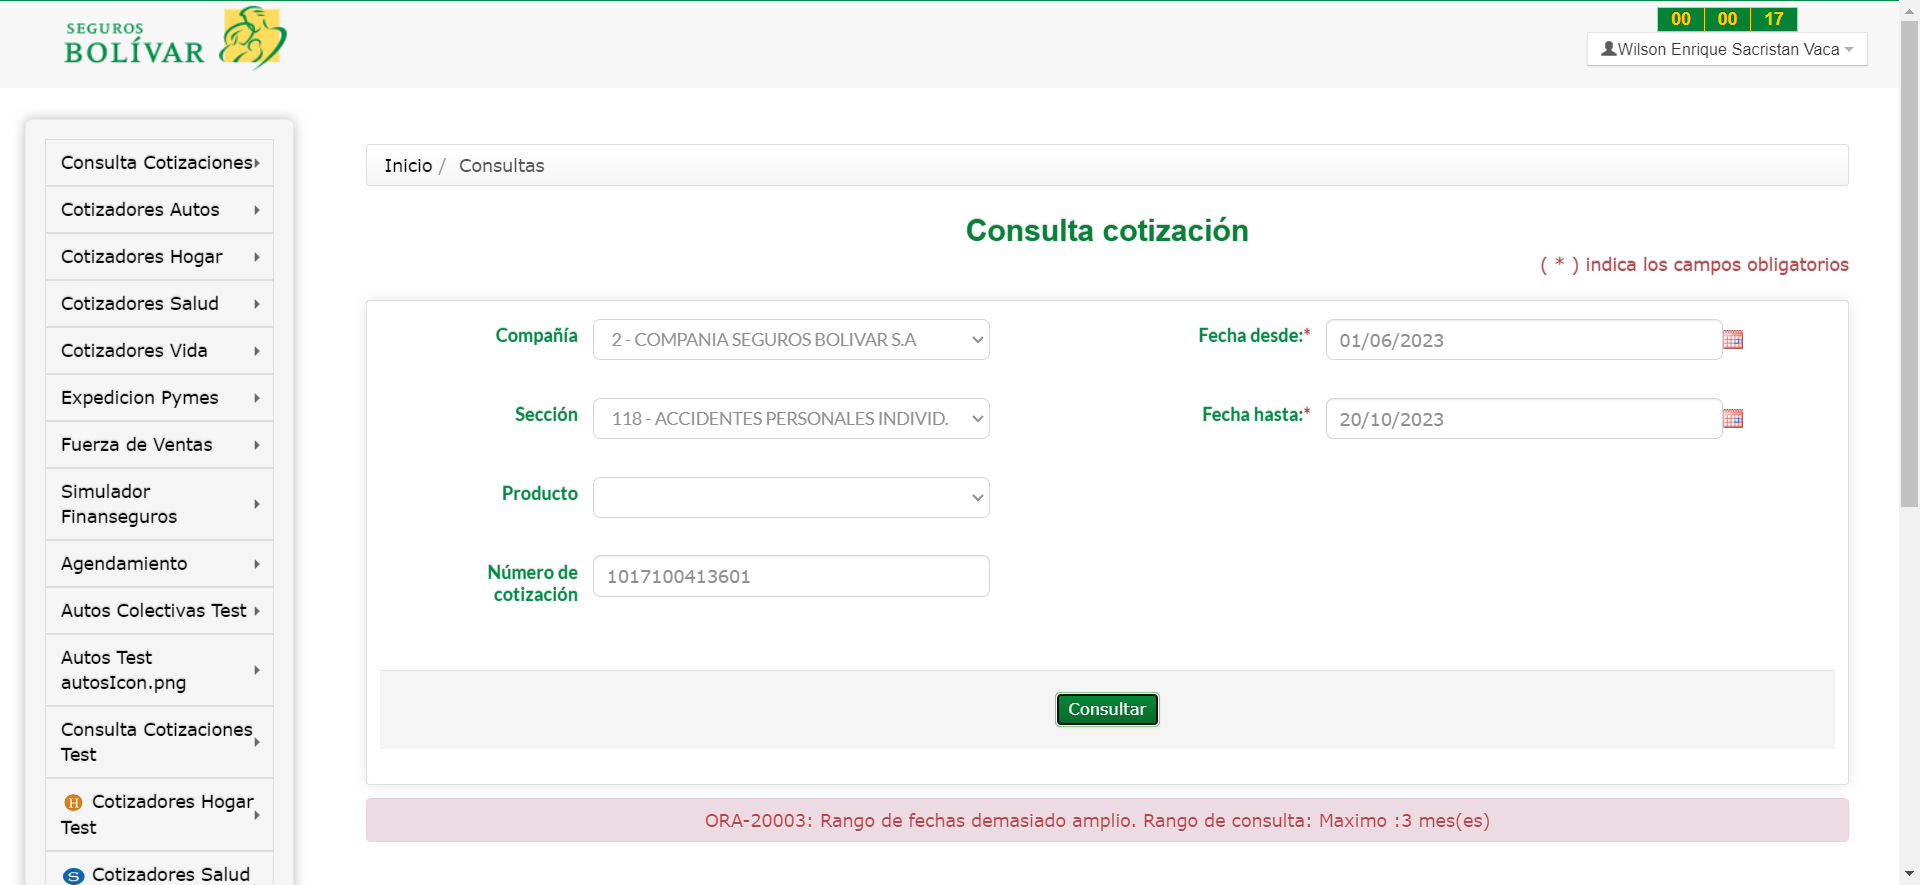 SEGUROS
BOLÍVAR
00 00 17
Wilson Enrique Sacristan Vaca
Consulta Cotizaciones
Cotizadores Autos
Cotizadores Hogar
Cotizadores Salud
Cotizadores Vida
Expedicion Pymes
Fuerza de Ventas
Simulador
Finanseguros
Agendamiento
Autos Colectivas Test
Autos Test
autosIcon.png
Consulta Cotizaciones
Test
H Cotizadores Hogar
Test
S Cotizadores Salud
Inicio / Consultas
Consulta cotización
( * ) indica los campos obligatorios
Compañía 2 - COMPANIA SEGUROS BOLIVAR S.A
Fecha desde:* 01/06/2023
Sección 118 - ACCIDENTES PERSONALES INDIVID.
Fecha hasta:* 20/10/2023
Producto
Número de
cotización
1017100413601
Consultar
ORA-20003: Rango de fechas demasiado amplio. Rango de consulta: Maximo :3 mes(es)